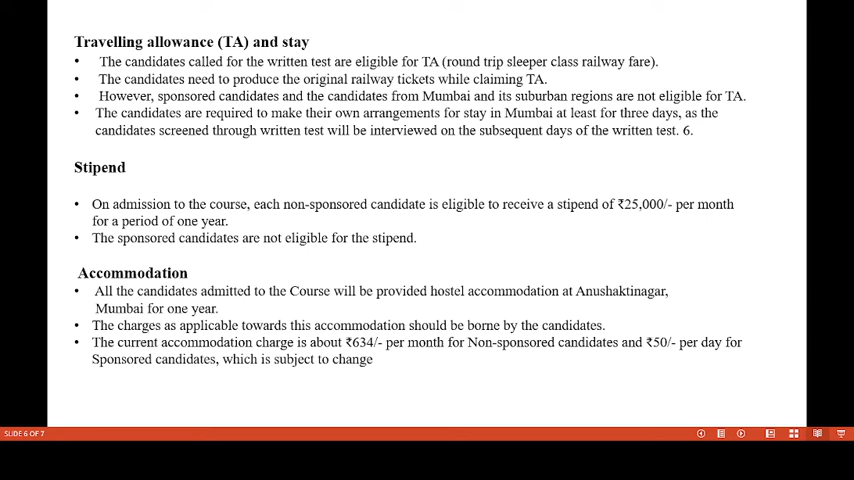 Travelling allowance (TA) and stay
• The candidates called for the written test are eligible for TA (round trip sleeper class railway fare).
• The candidates need to produce the original railway tickets while claiming TA.
• However, sponsored candidates and the candidates from Mumbai and its suburban regions are not eligible for TA.
• The candidates are required to make their own arrangements for stay in Mumbai at least for three days, as the
candidates screened through written test will be interviewed on the subsequent days of the written test. 6.
Stipend
• On admission to the course, each non-sponsored candidate is eligible to receive a stipend of ₹25,000/- per month
for a period of one year.
• The sponsored candidates are not eligible for the stipend.
Accommodation
• All the candidates admitted to the Course will be provided hostel accommodation at Anushaktinagar,
Mumbai for one year.
• The charges as applicable towards this accommodation should be borne by the candidates.
• The current accommodation charge is about ₹634/- per month for Non-sponsored candidates and ₹50/- per day for
Sponsored candidates, which is subject to change
SLIDE 6 OF 7